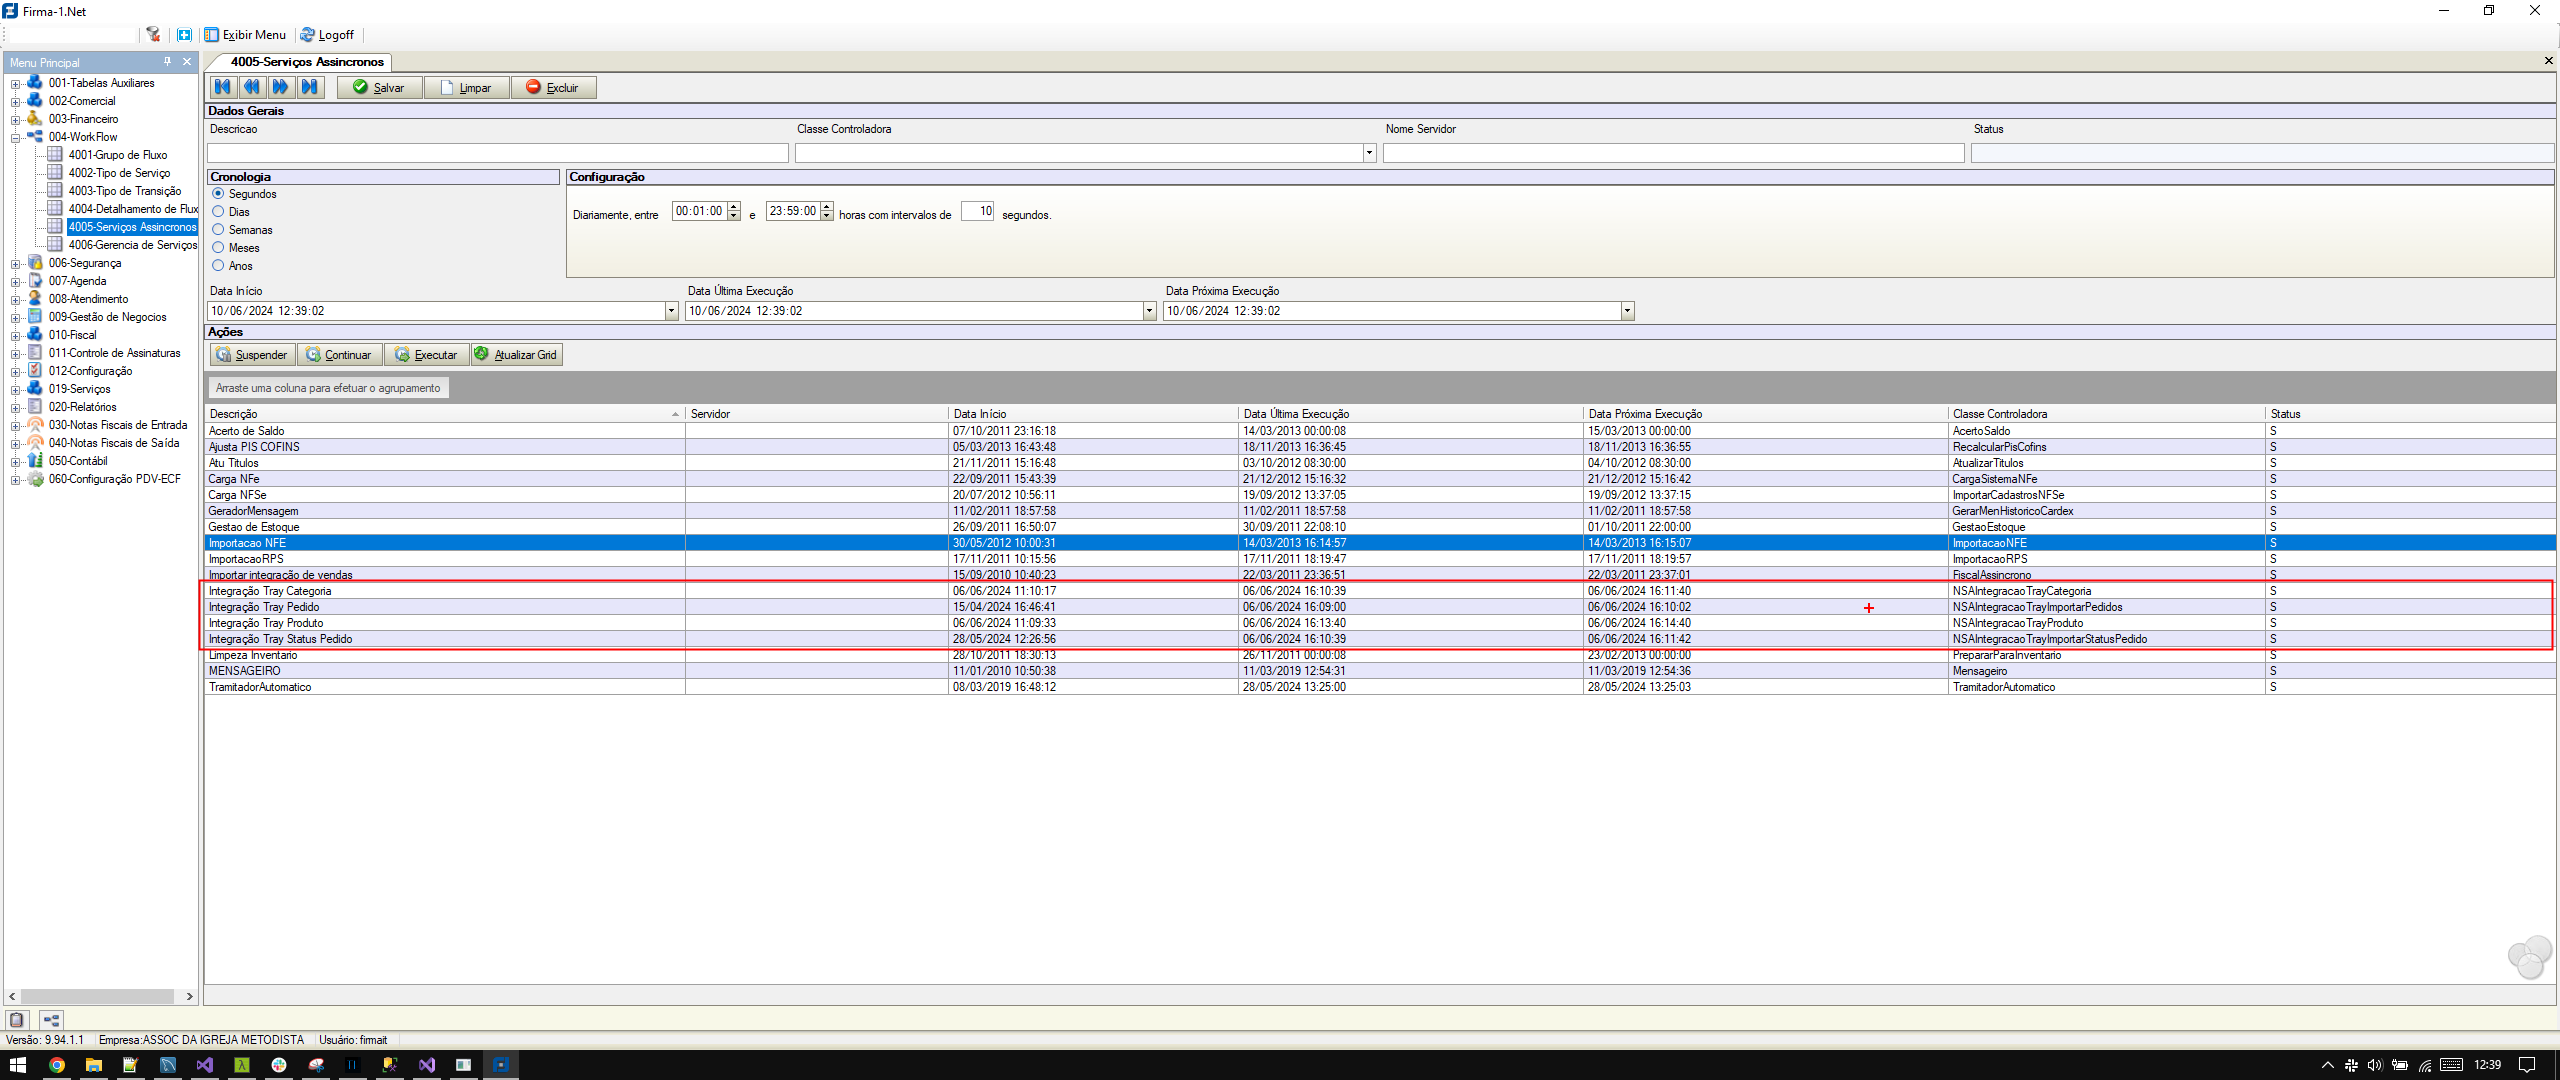 Firma-1.Net
Exibir Menu Logoff
Menu Principal
001-Tabelas Auxiliares
002-Comercial
003-Financeiro
004-WorkFlow
4001-Grupo de Fluxo
4002-Tipo de Serviço
4003-Tipo de Transição
4004-Detalhamento de Flux
4005-Serviços Assincronos
4006-Gerencia de Serviços
006-Segurança
007-Agenda
008-Atendimento
009-Gestão de Negocios
010-Fiscal
011-Controle de Assinaturas
012-Configuração
019-Serviços
020-Relatórios
030-Notas Fiscais de Entrada
040-Notas Fiscais de Saída
050-Contábil
060-Configuração PDV-ECF
4005-Serviços Assincronos
Salvar Limpar Excluir
Dados Gerais
Descricao Classe Controladora Nome Servidor Status
Cronologia
Segundos
Dias
Semanas
Meses
Anos
Configuração
Diariamente, entre 00:01:00 e 23:59:00 horas com intervalos de 10 segundos.
Data Início Data Última Execução Data Próxima Execução
10/06/2024 12:39:02 10/06/2024 12:39:02 10/06/2024 12:39:02
Ações
Suspender Continuar Executar Atualizar Grid
Arraste uma coluna para efetuar o agrupamento
Descrição Servidor Data Início Data Última Execução Data Próxima Execução Classe Controladora Status
Acerto de Saldo 07/10/2011 23:16:18 14/03/2013 00:00:08 15/03/2013 00:00:00 AcertoSaldo S
Ajusta PIS COFINS 05/03/2013 16:43:48 18/11/2013 16:36:45 18/11/2013 16:36:55 RecalcularPisCofins S
Atu Titulos 21/11/2011 15:16:48 03/10/2012 08:30:00 04/10/2012 08:30:00 AtualizarTitulos S
Carga NFe 22/09/2011 15:43:39 21/12/2012 15:16:32 21/12/2012 15:16:42 CargaSistemaNFe S
Carga NFSe 20/07/2012 10:56:11 19/09/2012 13:37:05 19/09/2012 13:37:15 ImportarCadastrosNFSe S
GeradorMensagem 11/02/2011 18:57:58 11/02/2011 18:57:58 11/02/2011 18:57:58 GerarMenHistoricoCardex S
Gestao de Estoque 26/09/2011 16:50:07 30/09/2011 22:08:10 01/10/2011 22:00:00 GestaoEstoque S
Importacao NFE 30/05/2012 10:00:31 14/03/2013 16:14:57 14/03/2013 16:15:07 ImportacaoNFE S
ImportacaoRPS 17/11/2011 10:15:56 17/11/2011 18:19:47 17/11/2011 18:19:57 ImportacaoRPS S
Importar integração de vendas 15/09/2010 10:40:23 22/03/2011 23:36:51 22/03/2011 23:37:01 FiscalAssincrono S
Integração Tray Categoria 06/06/2024 11:10:17 06/06/2024 16:10:39 06/06/2024 16:11:40 NSAIntegracaoTrayCategoria S
Integração Tray Pedido 15/04/2024 16:46:41 06/06/2024 16:09:00 06/06/2024 16:10:02 NSAIntegracaoTrayImportarPedidos S
Integração Tray Produto 06/06/2024 11:09:33 06/06/2024 16:13:40 06/06/2024 16:14:40 NSAIntegracaoTrayProduto S
Integração Tray Status Pedido 28/05/2024 12:26:56 06/06/2024 16:10:39 06/06/2024 16:11:42 NSAIntegracaoTrayImportarStatusPedido S
Limpeza Inventario 28/10/2011 18:30:13 26/11/2011 00:00:08 23/02/2013 00:00:00 PrepararParaInventario S
MENSAGEIRO 11/01/2010 10:50:38 11/03/2019 12:54:31 11/03/2019 12:54:36 Mensageiro S
TramitadorAutomatico 08/03/2019 16:48:12 28/05/2024 13:25:00 28/05/2024 13:25:03 TramitadorAutomatico S
Versão: 9.94.1.1 Empresa:ASSOC DA IGREJA METODISTA Usuário: firmait
12:39